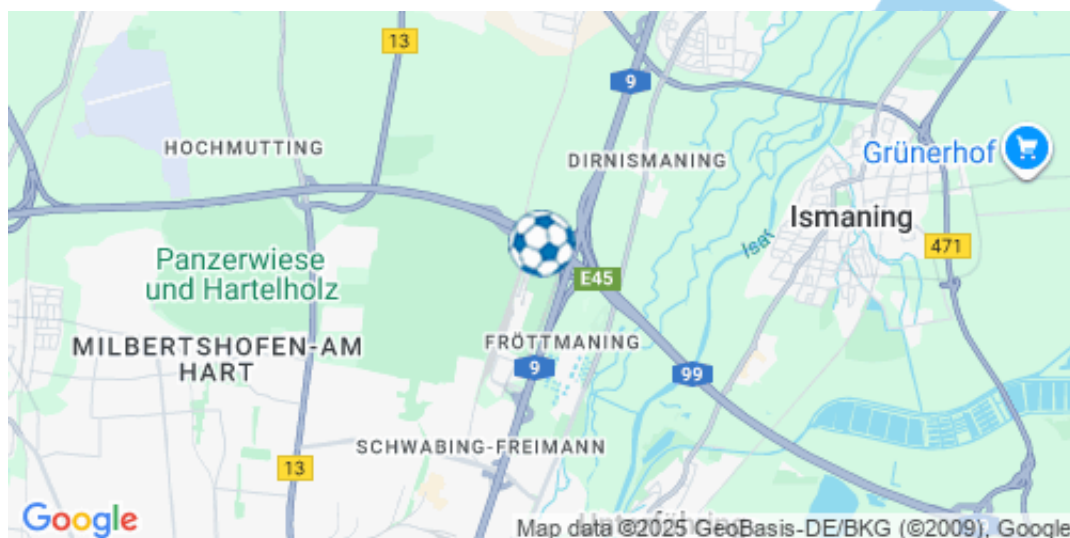 13
9
HOCHMUTTING
DIRNISMANING
Grünerhof
Ismaning
Isar
471
Panzerwiese
und Hartelholz
E45
MILBERTSHOFEN-AM
HART
FRÖTTMANING
9
99
SCHWABING-FREIMANN
13
Google
Map data ©2025 GeoBasis-DE/BKG (©2009), Google